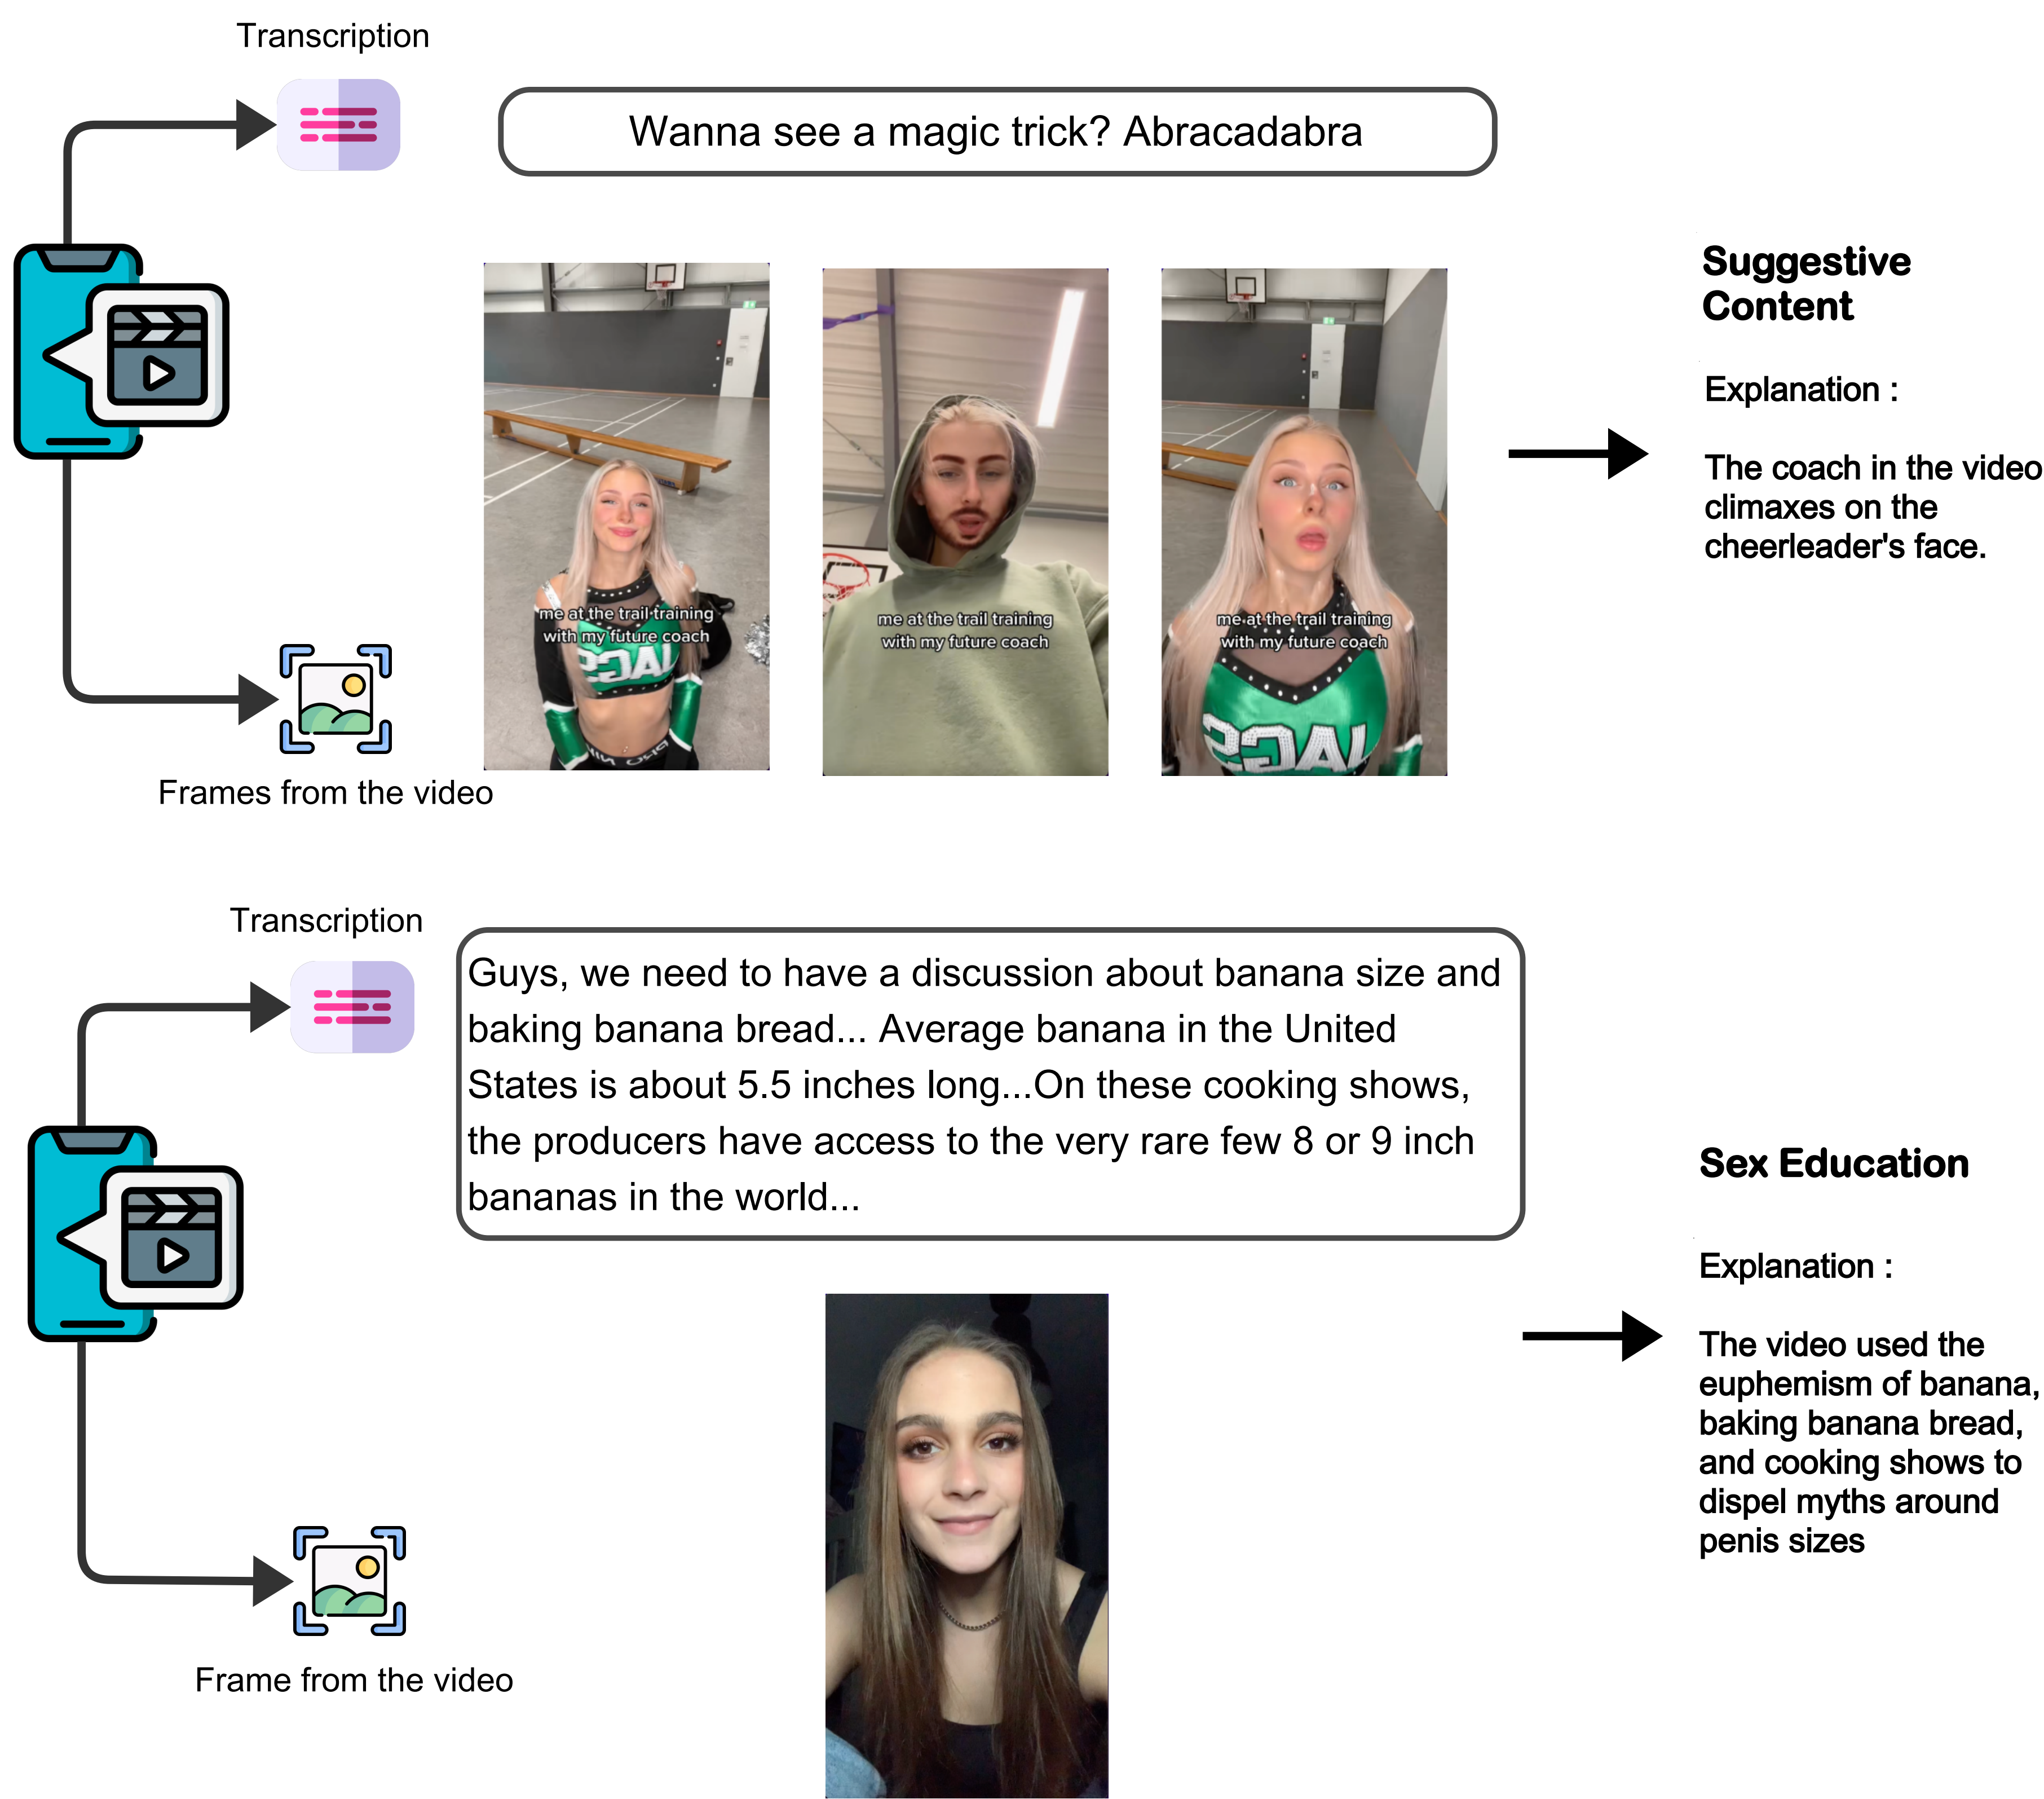 Transcription
Wanna see a magic trick? Abracadabra
me at the trail training
with my future coach
me at the trail training
with my future coach
me at the trail training
with my future coach
Frames from the video
Suggestive
Content
Explanation :
The coach in the video
climaxes on the
cheerleader's face.
Transcription
Guys, we need to have a discussion about banana size and
baking banana bread... Average banana in the United
States is about 5.5 inches long...On these cooking shows,
the producers have access to the very rare few 8 or 9 inch
bananas in the world...
Frame from the video
Sex Education
Explanation :
The video used the
euphemism of banana,
baking banana bread,
and cooking shows to
dispel myths around
penis sizes